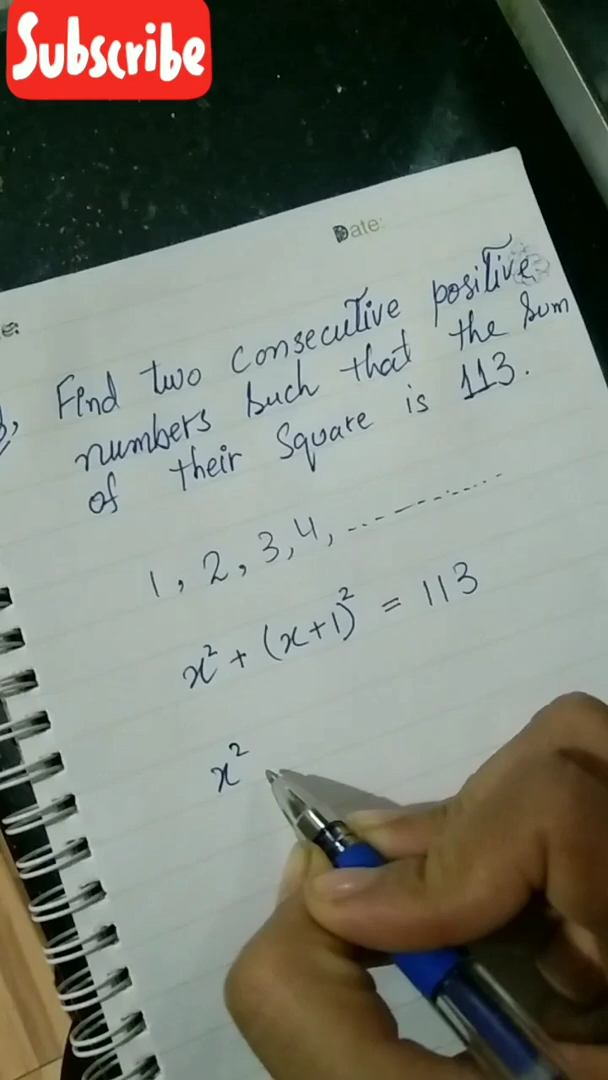 Subscribe
Date:
Find two consecutive positive
numbers such that the sum
of their square is 113.
1, 2, 3, 4, ..........
x² + (x+1)² = 113
x²